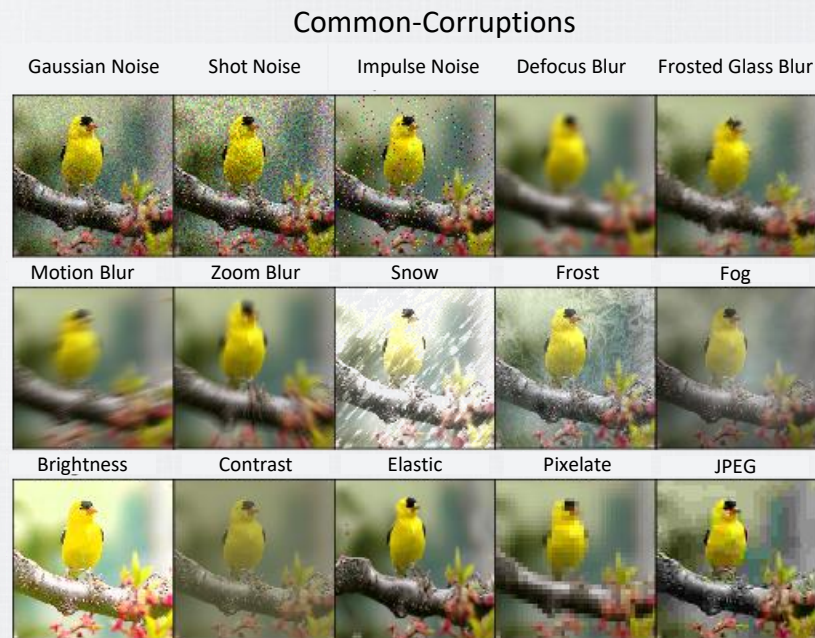 Common-Corruptions
Gaussian Noise Shot Noise Impulse Noise Defocus Blur Frosted Glass Blur
Motion Blur Zoom Blur Snow Frost Fog
Brightness Contrast Elastic Pixelate JPEG